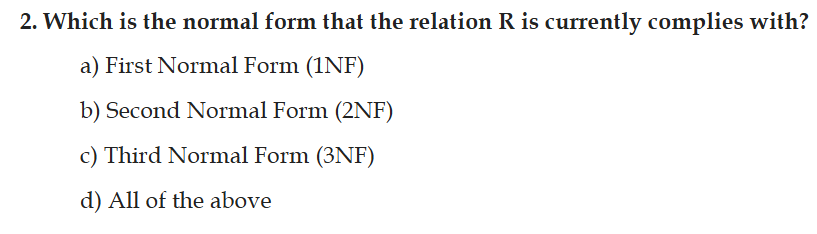 2. Which is the normal form that the relation R is currently complies with?
a) First Normal Form (1NF)
b) Second Normal Form (2NF)
c) Third Normal Form (3NF)
d) All of the above